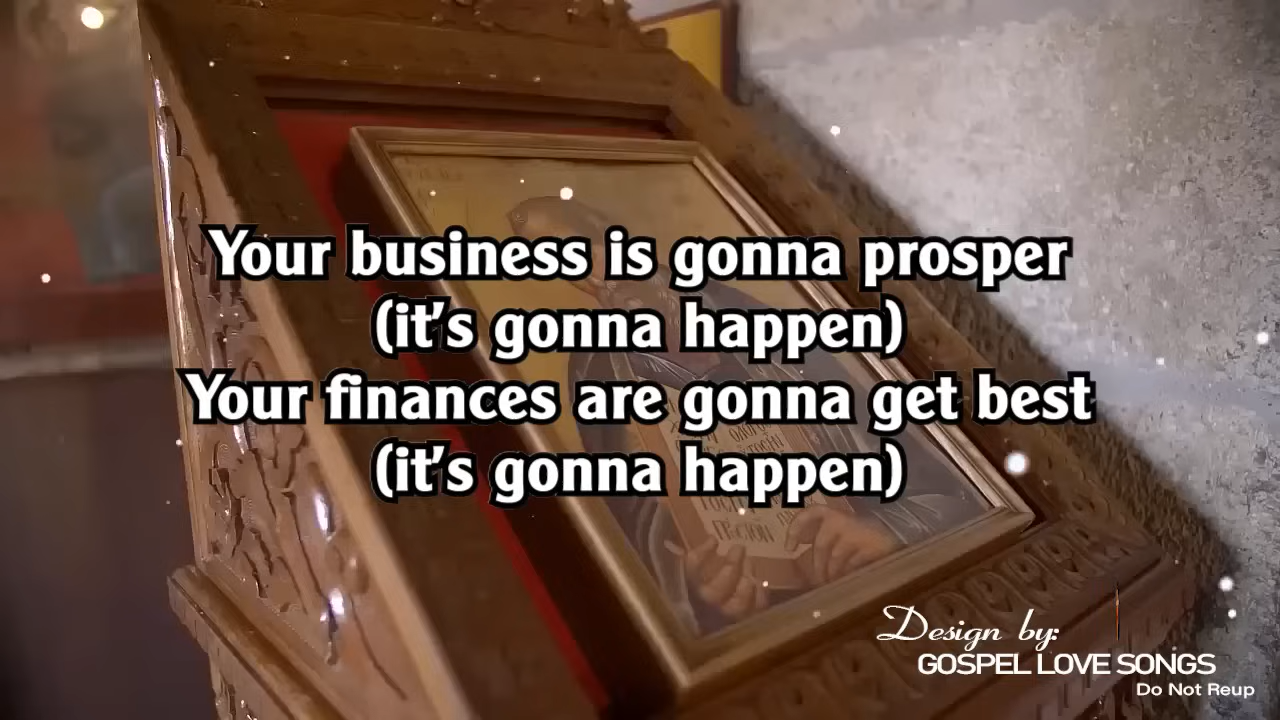 Your business is gonna prosper
(it's gonna happen)
Your finances are gonna get best
(it's gonna happen)
Design by:
GOSPEL LOVE SONGS
Do Not Reup